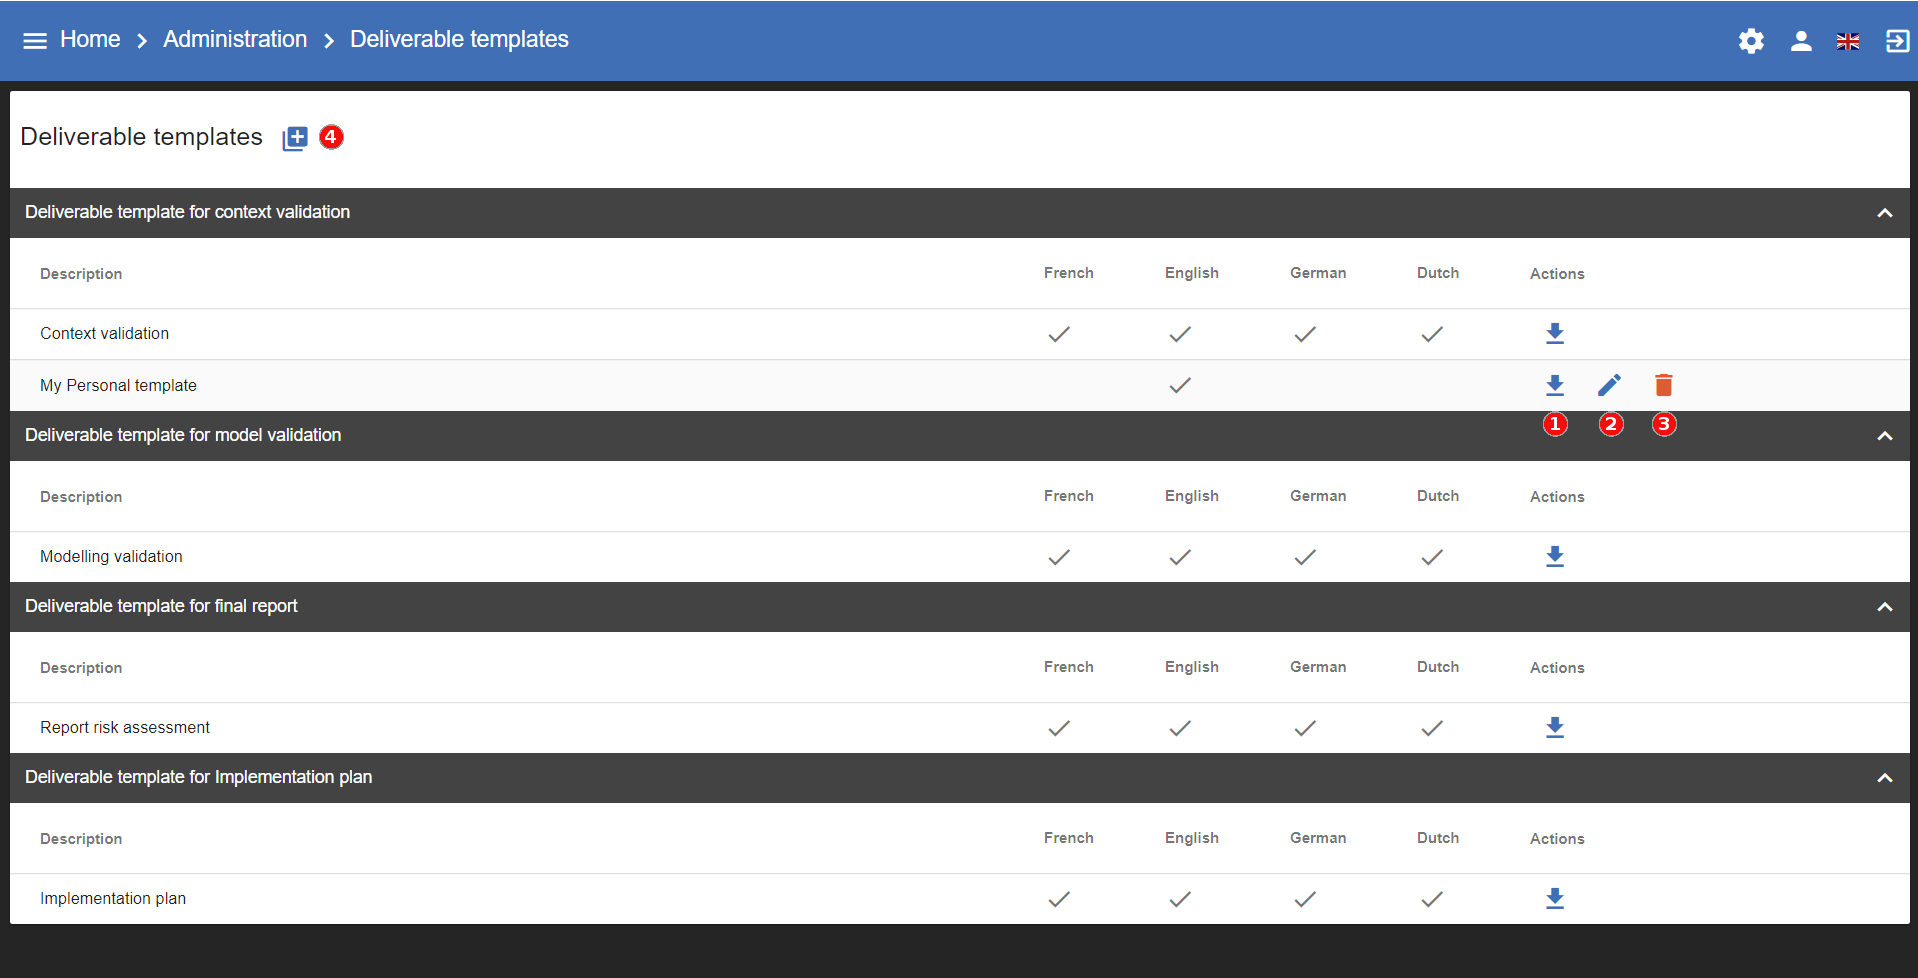 Home Administration Deliverable templates
Deliverable templates 4
Deliverable template for context validation
Description French English German Dutch Actions
Context validation
My Personal template
1 2 3
Deliverable template for model validation
Description French English German Dutch Actions
Modelling validation
Deliverable template for final report
Description French English German Dutch Actions
Report risk assessment
Deliverable template for Implementation plan
Description French English German Dutch Actions
Implementation plan